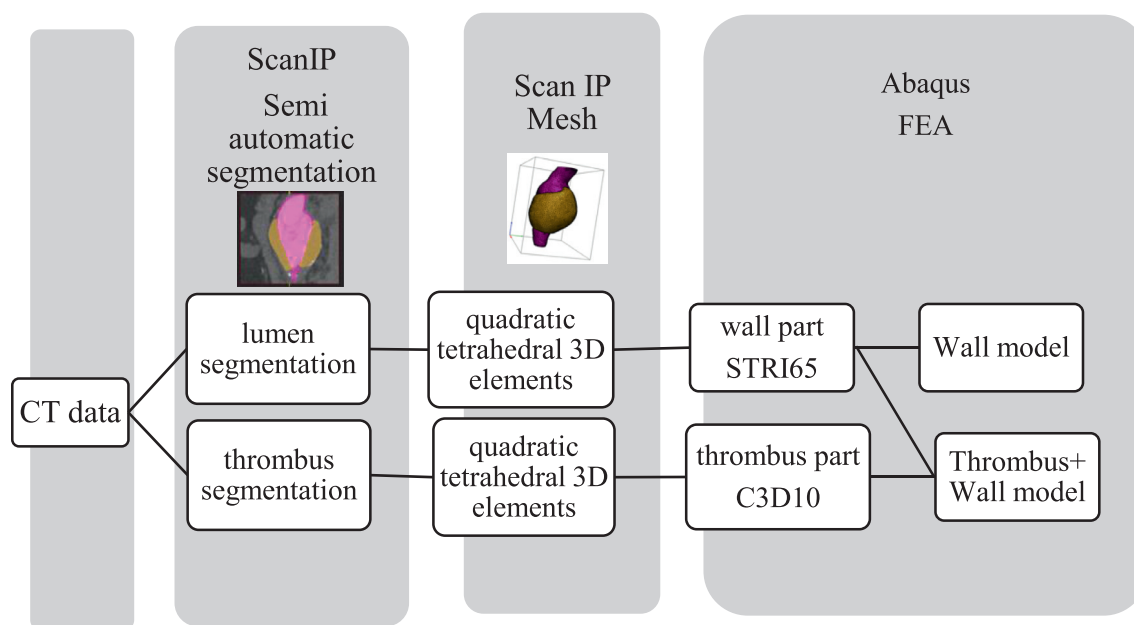 ScanIP
Semi
automatic
segmentation
Scan IP
Mesh
Abaqus
FEA
CT data
lumen
segmentation
quadratic
tetrahedral 3D
elements
wall part
STRI65
Wall model
thrombus
segmentation
quadratic
tetrahedral 3D
elements
thrombus part
C3D10
Thrombus+
Wall model